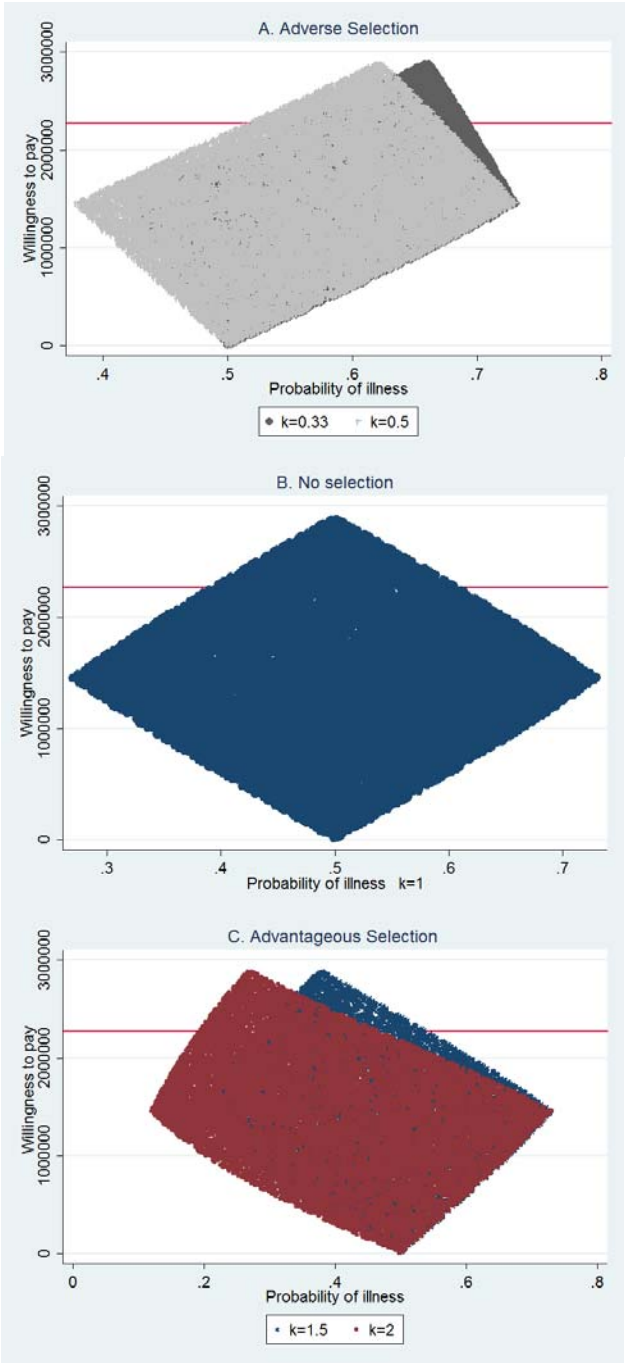 A. Adverse Selection
Willingness to pay
3000000
2000000
1000000
0
.4 .5 .6 .7 .8
Probability of illness
k=0.33 k=0.5
B. No selection
Willingness to pay
3000000
2000000
1000000
0
.3 .4 .5 .6 .7
Probability of illness k=1
C. Advantageous Selection
Willingness to pay
3000000
2000000
1000000
0
0 .2 .4 .6 .8
Probability of illness
k=1.5 k=2